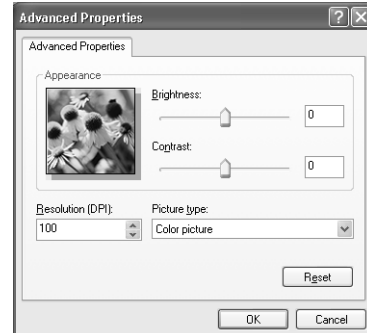 Advanced Properties
Advanced Properties
Appearance
Brightness:
0
Contrast:
0
Resolution (DPI):
100
Picture type:
Color picture
Reset
OK
Cancel